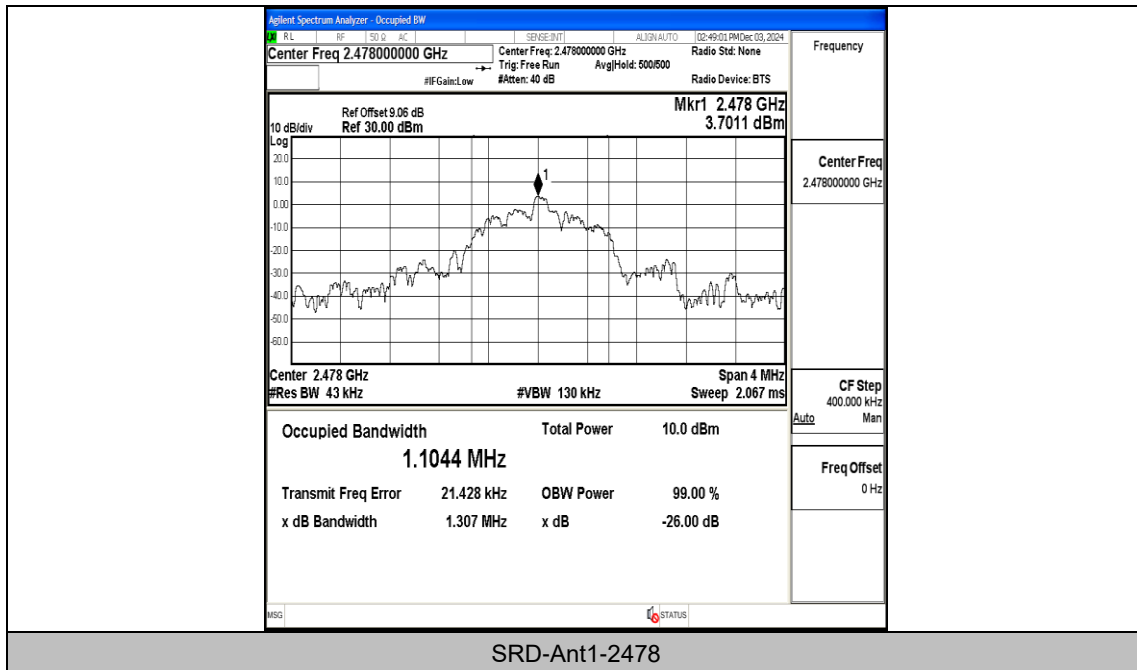 Agilent Spectrum Analyzer - Occupied BW
RL RF 50 Ω AC SENSE:INT ALIGN AUTO 02:49:01 PM Dec 03, 2024
Center Freq 2.478000000 GHz
Center Freq: 2.478000000 GHz
Radio Std: None
Trig: Free Run Avg|Hold: 500/500
#IFGain:Low #Atten: 40 dB Radio Device: BTS
Mkr1 2.478 GHz
3.7011 dBm
Ref Offset 9.06 dB
10 dB/div Ref 30.00 dBm
Log
20.0
10.0
0.00
-10.0
-20.0
-30.0
-40.0
-50.0
-60.0
1
Center 2.478 GHz Span 4 MHz
#Res BW 43 kHz #VBW 130 kHz Sweep 2.067 ms
Occupied Bandwidth Total Power 10.0 dBm
1.1044 MHz
Transmit Freq Error 21.428 kHz OBW Power 99.00 %
x dB Bandwidth 1.307 MHz x dB -26.00 dB
MSG STATUS
Frequency
Center Freq
2.478000000 GHz
CF Step
400.000 kHz
Auto Man
Freq Offset
0 Hz
SRD-Ant1-2478